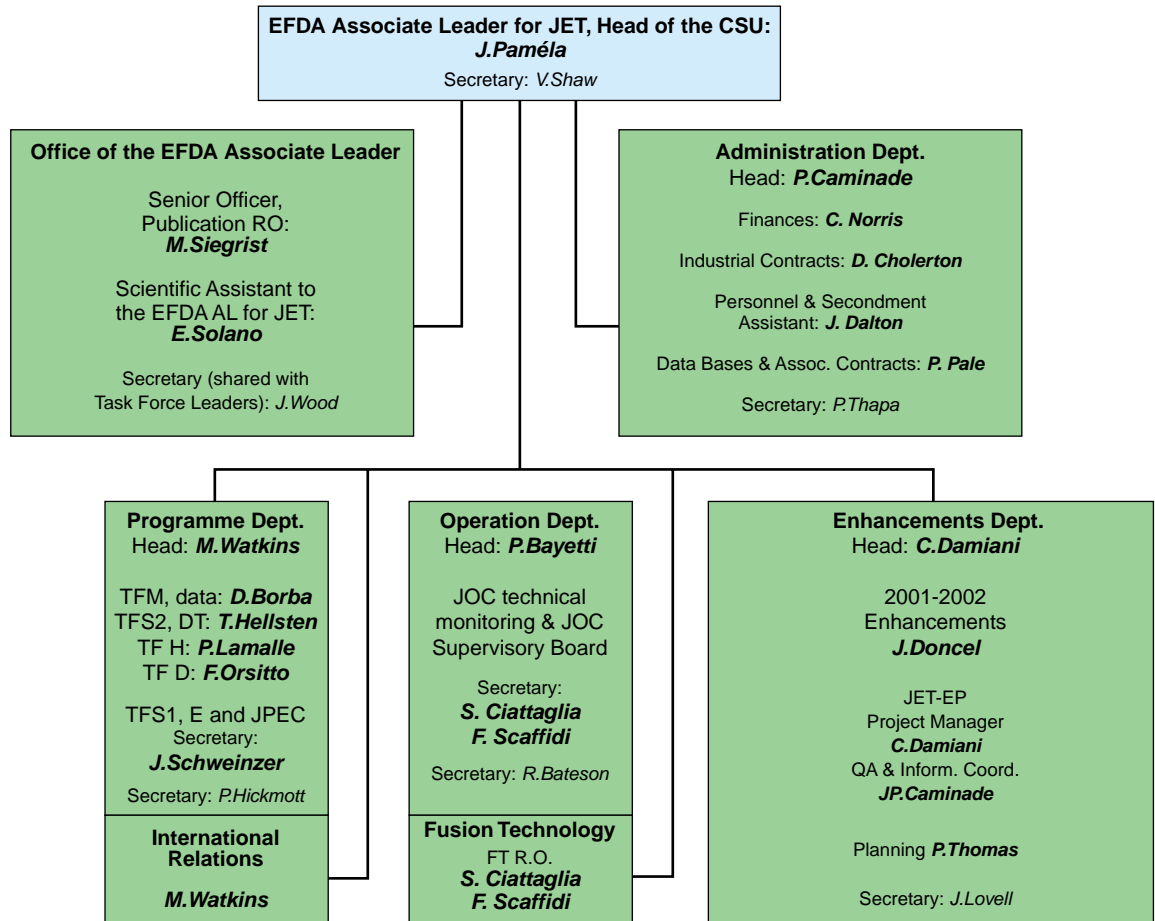 EFDA Associate Leader for JET, Head of the CSU:
J.Paméla
Secretary: V.Shaw
Office of the EFDA Associate Leader
Senior Officer,
Publication RO:
M.Siegrist
Scientific Assistant to
the EFDA AL for JET:
E.Solano
Secretary (shared with
Task Force Leaders): J.Wood
Administration Dept.
Head: P.Caminade
Finances: C. Norris
Industrial Contracts: D. Cholerton
Personnel & Secondment
Assistant: J. Dalton
Data Bases & Assoc. Contracts: P. Pale
Secretary: P.Thapa
Programme Dept.
Head: M.Watkins
TFM, data: D.Borba
TFS2, DT: T.Hellsten
TF H: P.Lamalle
TF D: F.Orsitto
TFS1, E and JPEC
Secretary:
J.Schweinzer
Secretary: P.Hickmott
International
Relations
M.Watkins
Operation Dept.
Head: P.Bayetti
JOC technical
monitoring & JOC
Supervisory Board
Secretary:
S. Ciattaglia
F. Scaffidi
Secretary: R.Bateson
Fusion Technology
FT R.O.
S. Ciattaglia
F. Scaffidi
Enhancements Dept.
Head: C.Damiani
2001-2002
Enhancements
J.Doncel
JET-EP
Project Manager
C.Damiani
QA & Inform. Coord.
JP.Caminade
Planning P.Thomas
Secretary: J.Lovell